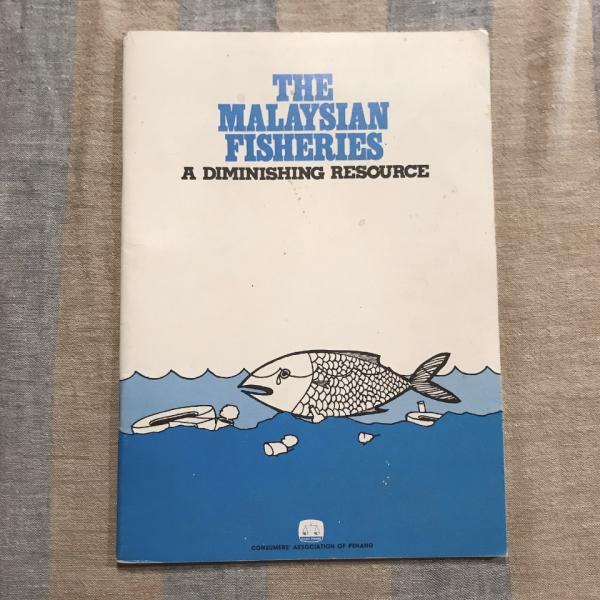 THE
MALAYSIAN
FISHERIES
A DIMINISHING RESOURCE
CONSUMERS' ASSOCIATION OF PENANG